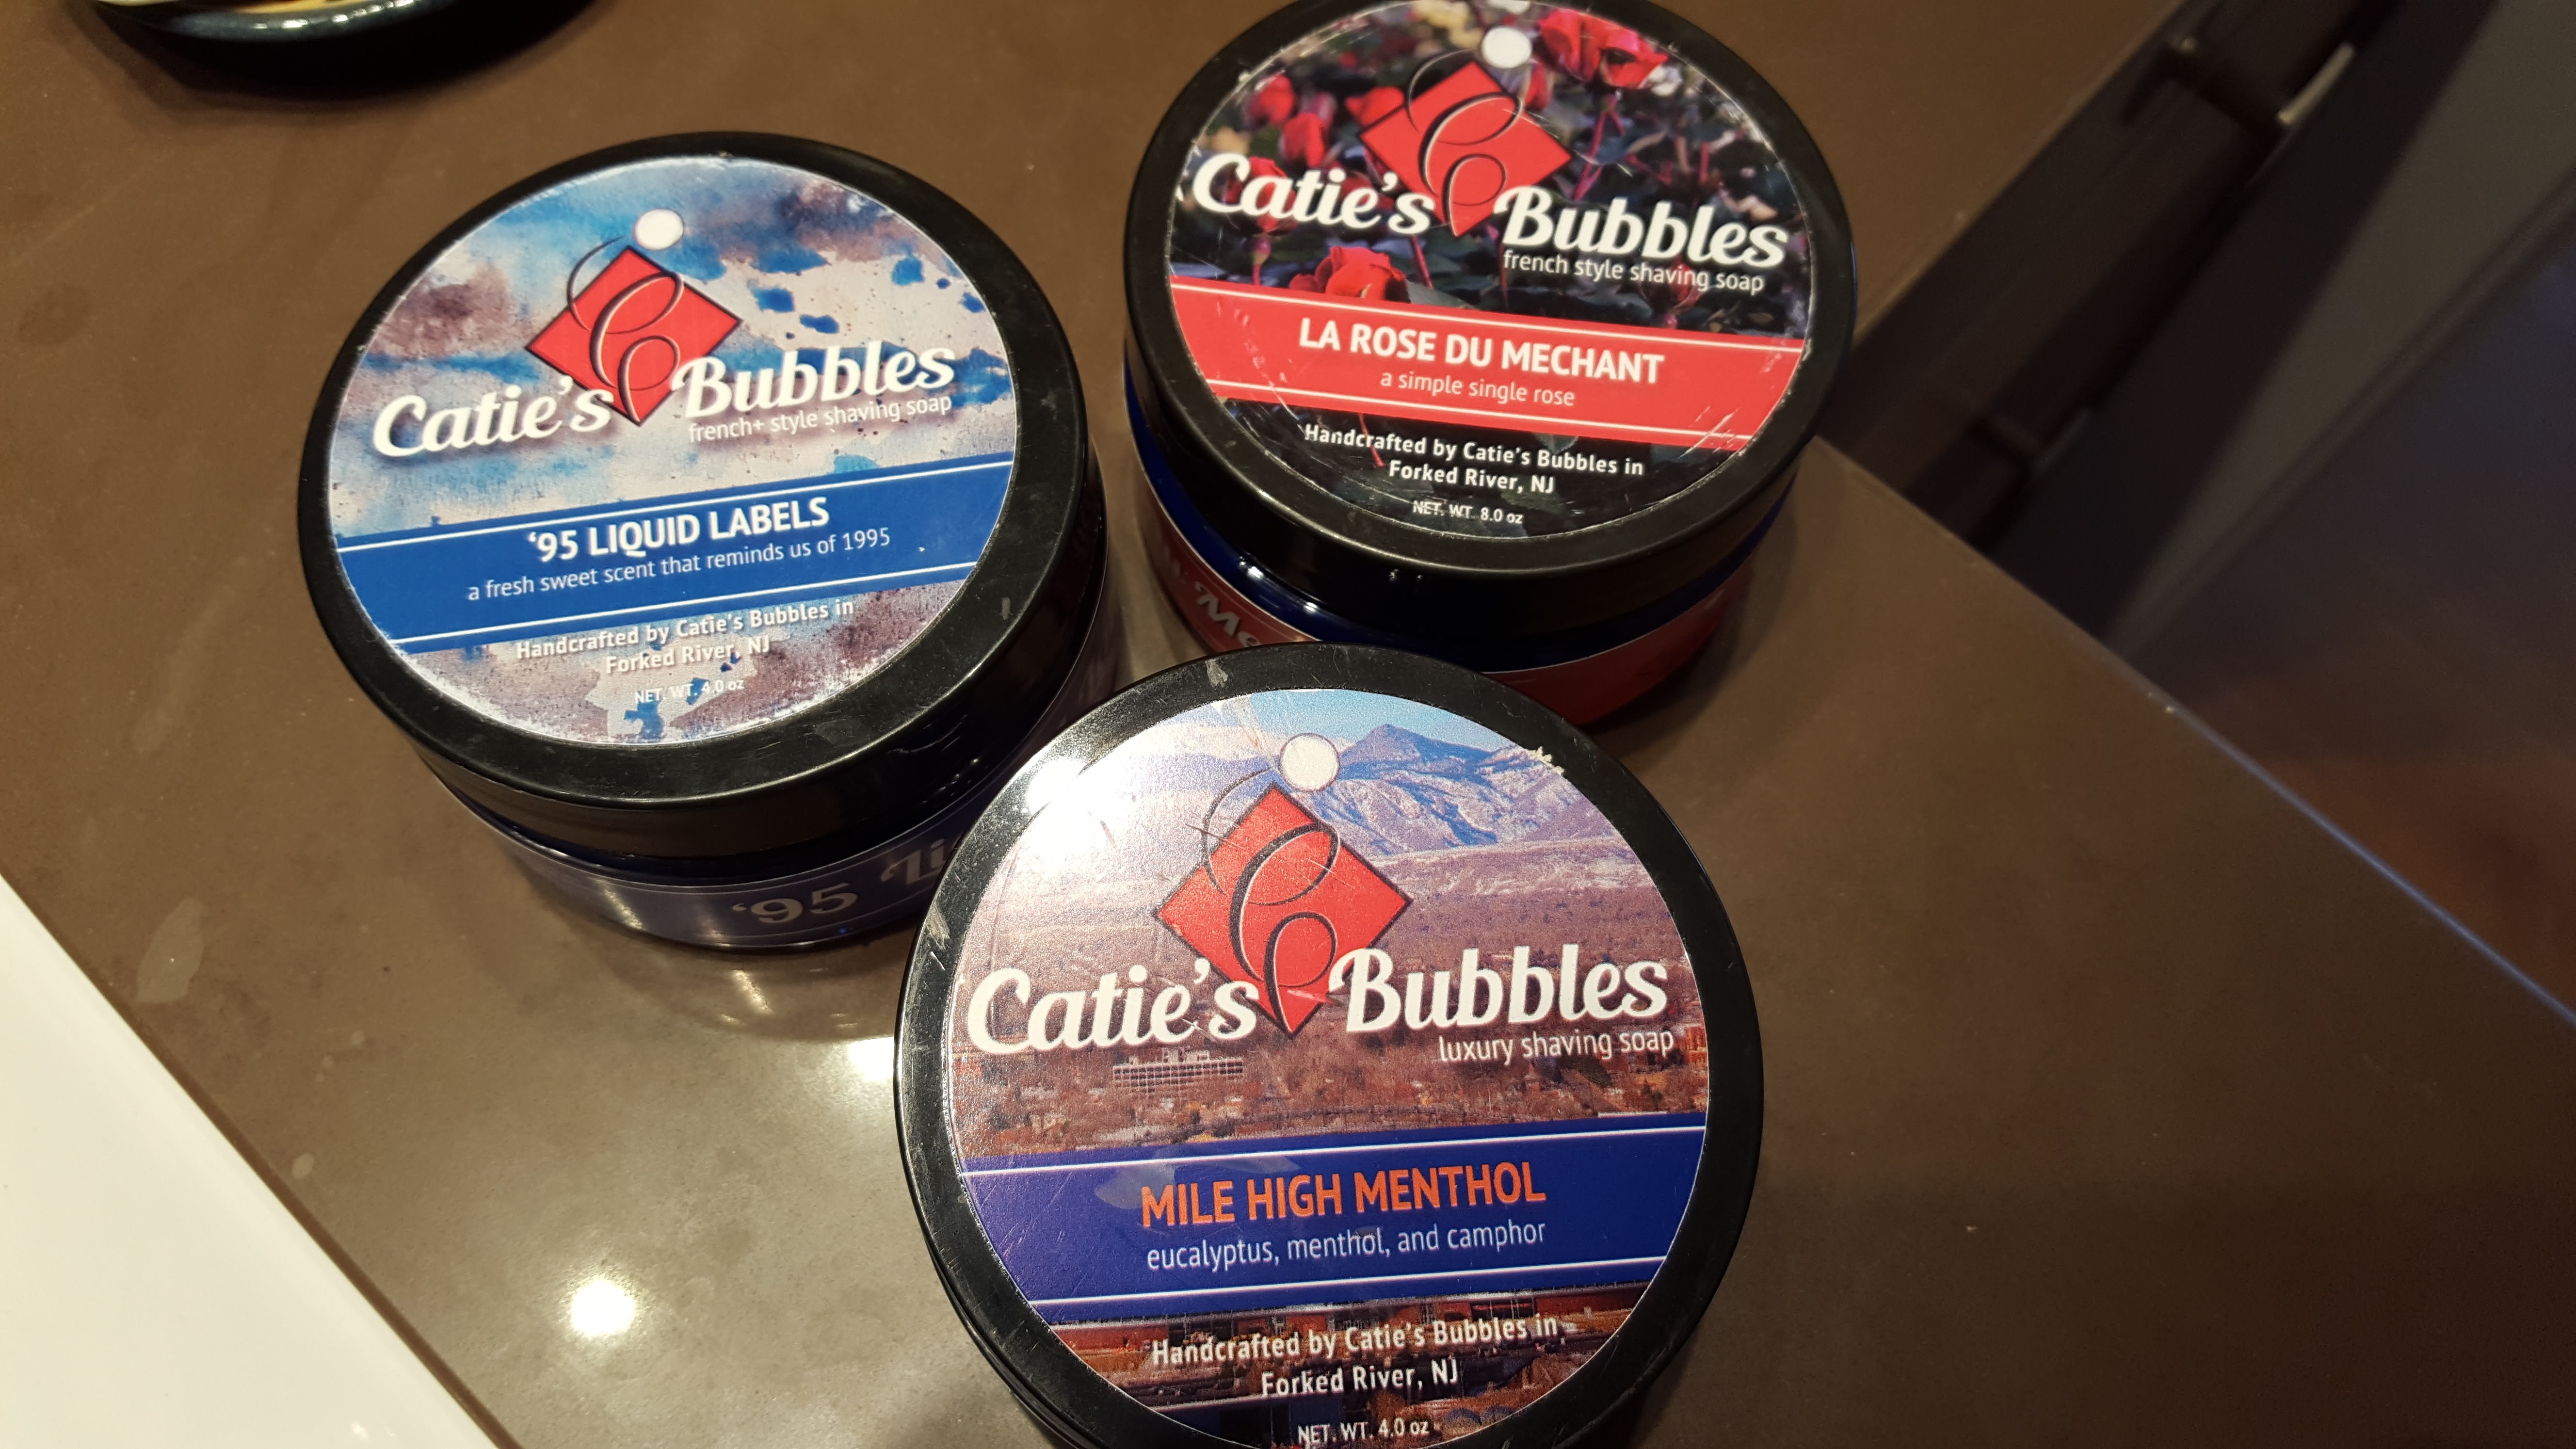 Catie's Bubbles
french+ style shaving soap
'95 LIQUID LABELS
a fresh sweet scent that reminds us of 1995
Handcrafted by Catie's Bubbles in
Forked River, NJ
NET. WT. 4.0 oz
'95 Li
Catie's Bubbles
french style shaving soap
LA ROSE DU MECHANT
a simple single rose
Handcrafted by Catie's Bubbles in
Forked River, NJ
NET. WT. 8.0 oz
Catie's Bubbles
luxury shaving soap
MILE HIGH MENTHOL
eucalyptus, menthol, and camphor
Handcrafted by Catie's Bubbles in
Forked River, NJ
NET. WT. 4.0 oz